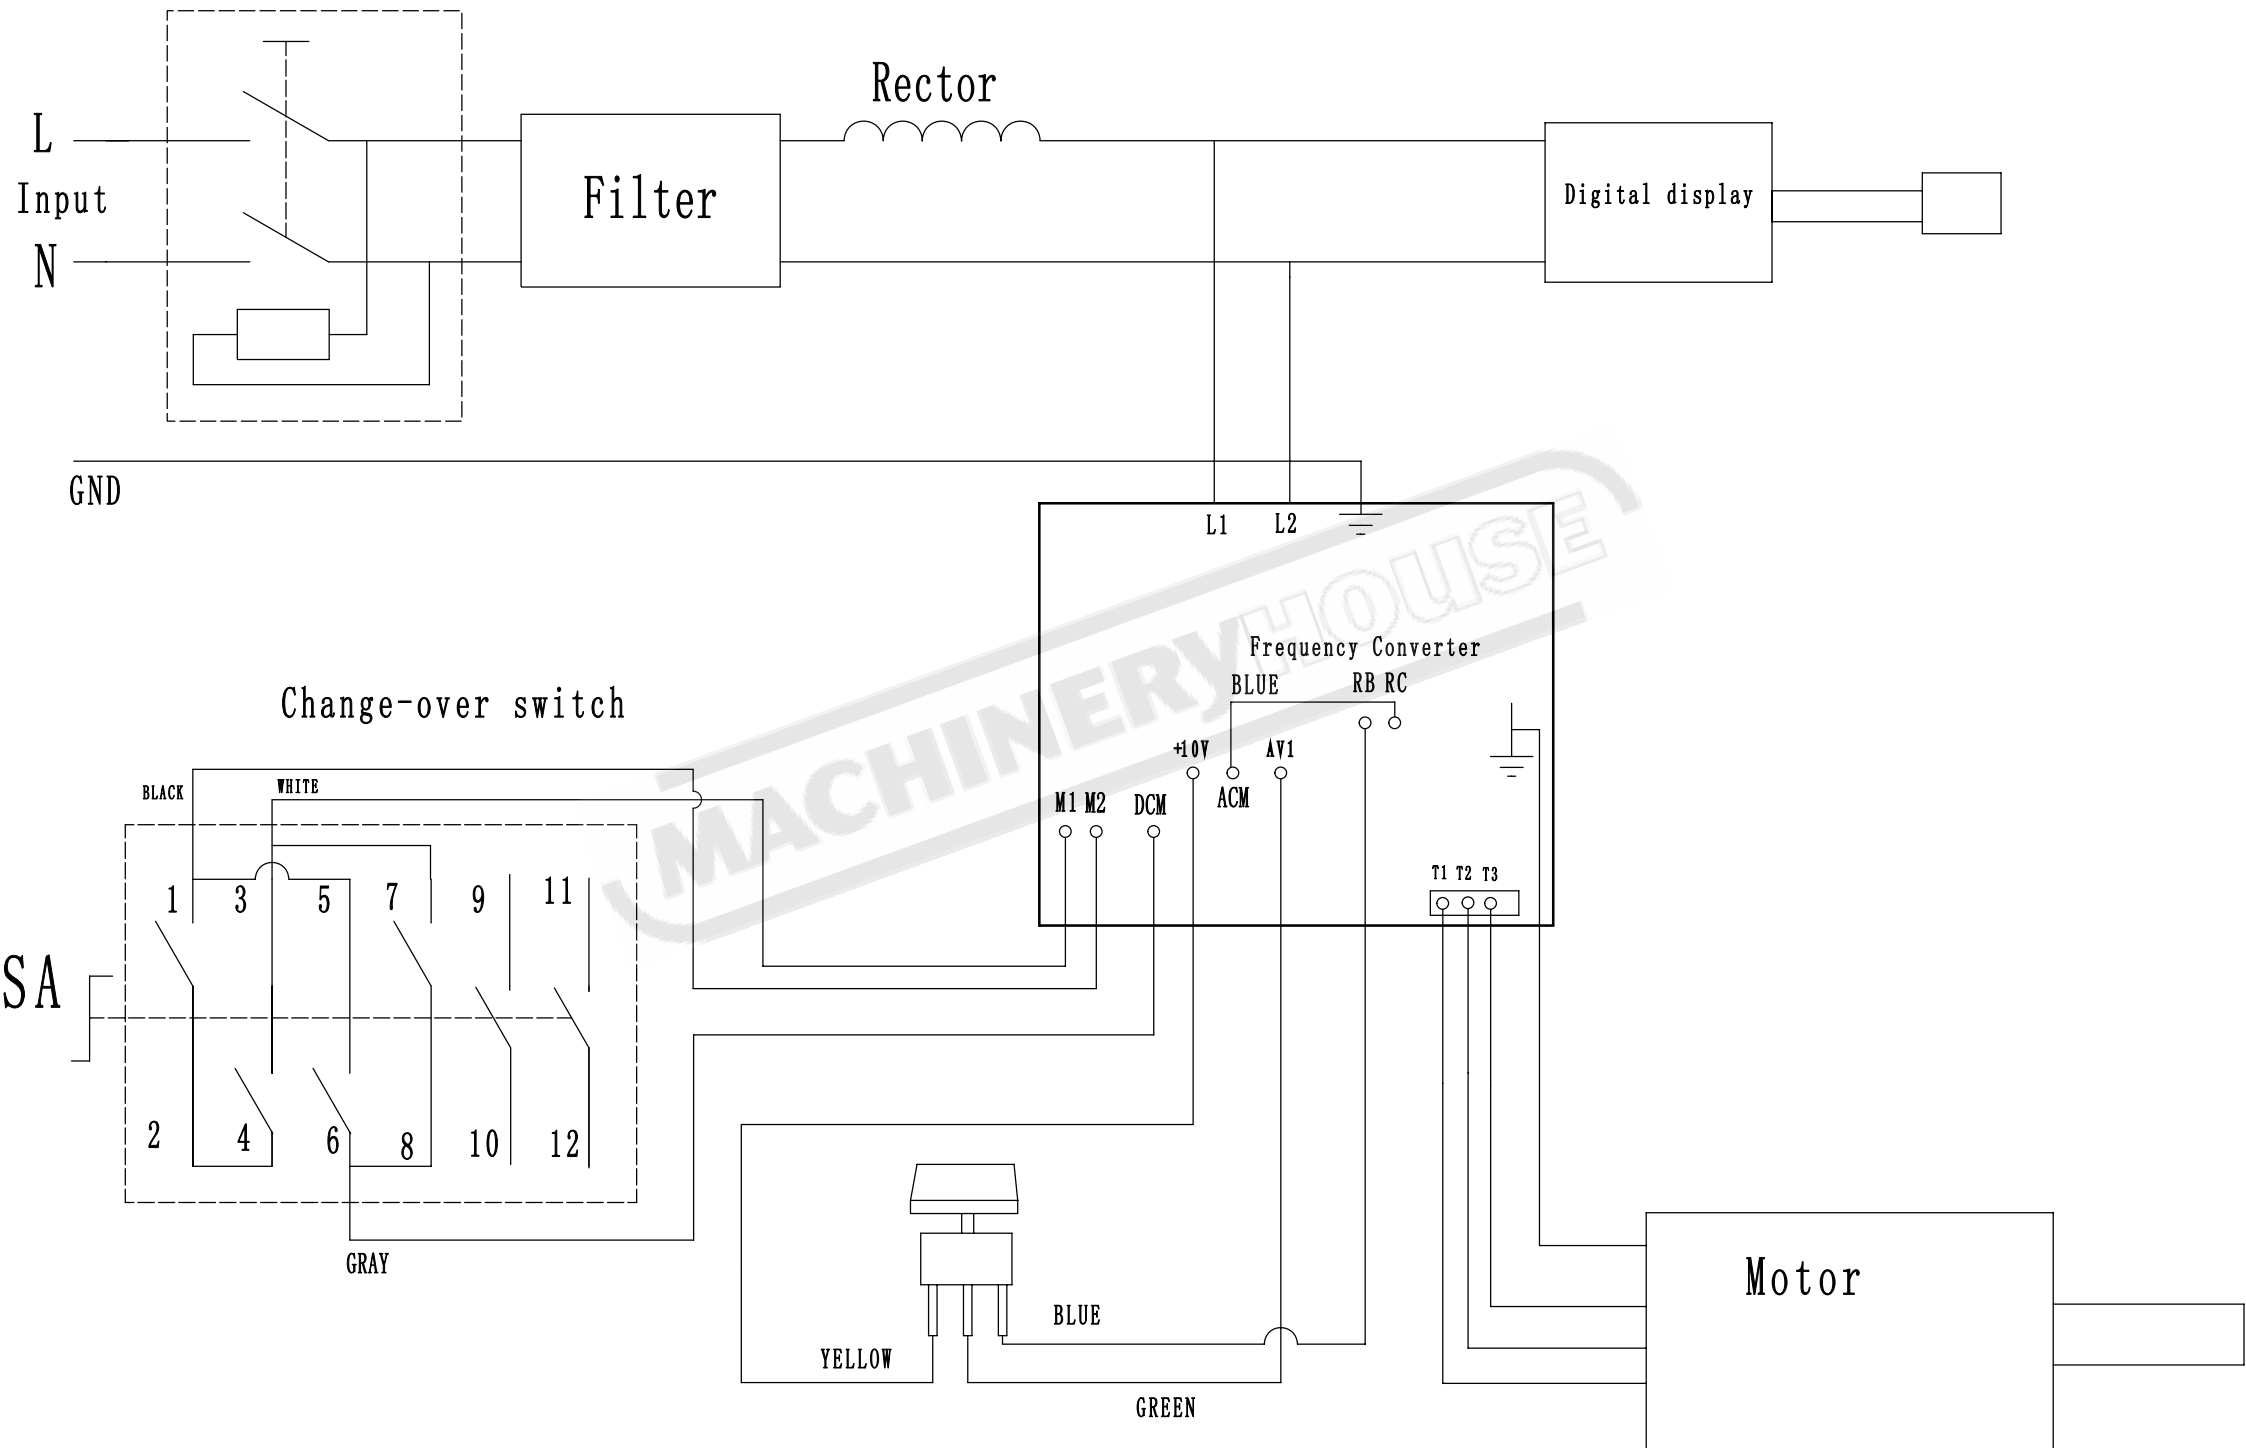 Rector
L
Input
N
Filter
Digital display
GND
L1 L2
Frequency Converter
BLUE
RB RC
Change-over switch
+10V
AV1
BLACK
WHITE
M1 M2
DCM
ACM
MACHINERYHOUSE
T1 T2 T3
1 3 5 7 9 11
SA
2 4 6 8 10 12
GRAY
Motor
BLUE
YELLOW
GREEN